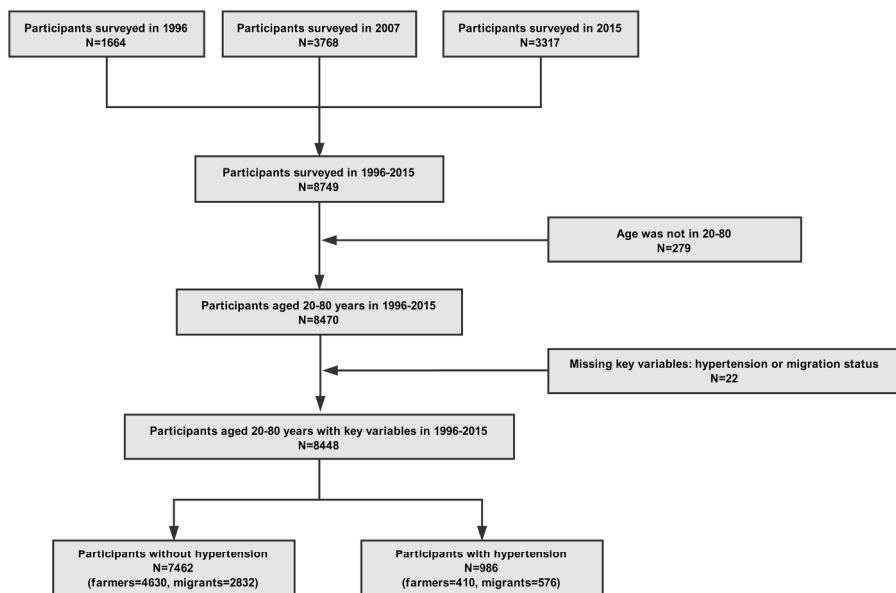 Participants surveyed in 1996
N=1664
Participants surveyed in 2007
N=3768
Participants surveyed in 2015
N=3317
Participants surveyed in 1996-2015
N=8749
Age was not in 20-80
N=279
Participants aged 20-80 years in 1996-2015
N=8470
Missing key variables: hypertension or migration status
N=22
Participants aged 20-80 years with key variables in 1996-2015
N=8448
Participants without hypertension
N=7462
(farmers=4630, migrants=2832)
Participants with hypertension
N=986
(farmers=410, migrants=576)